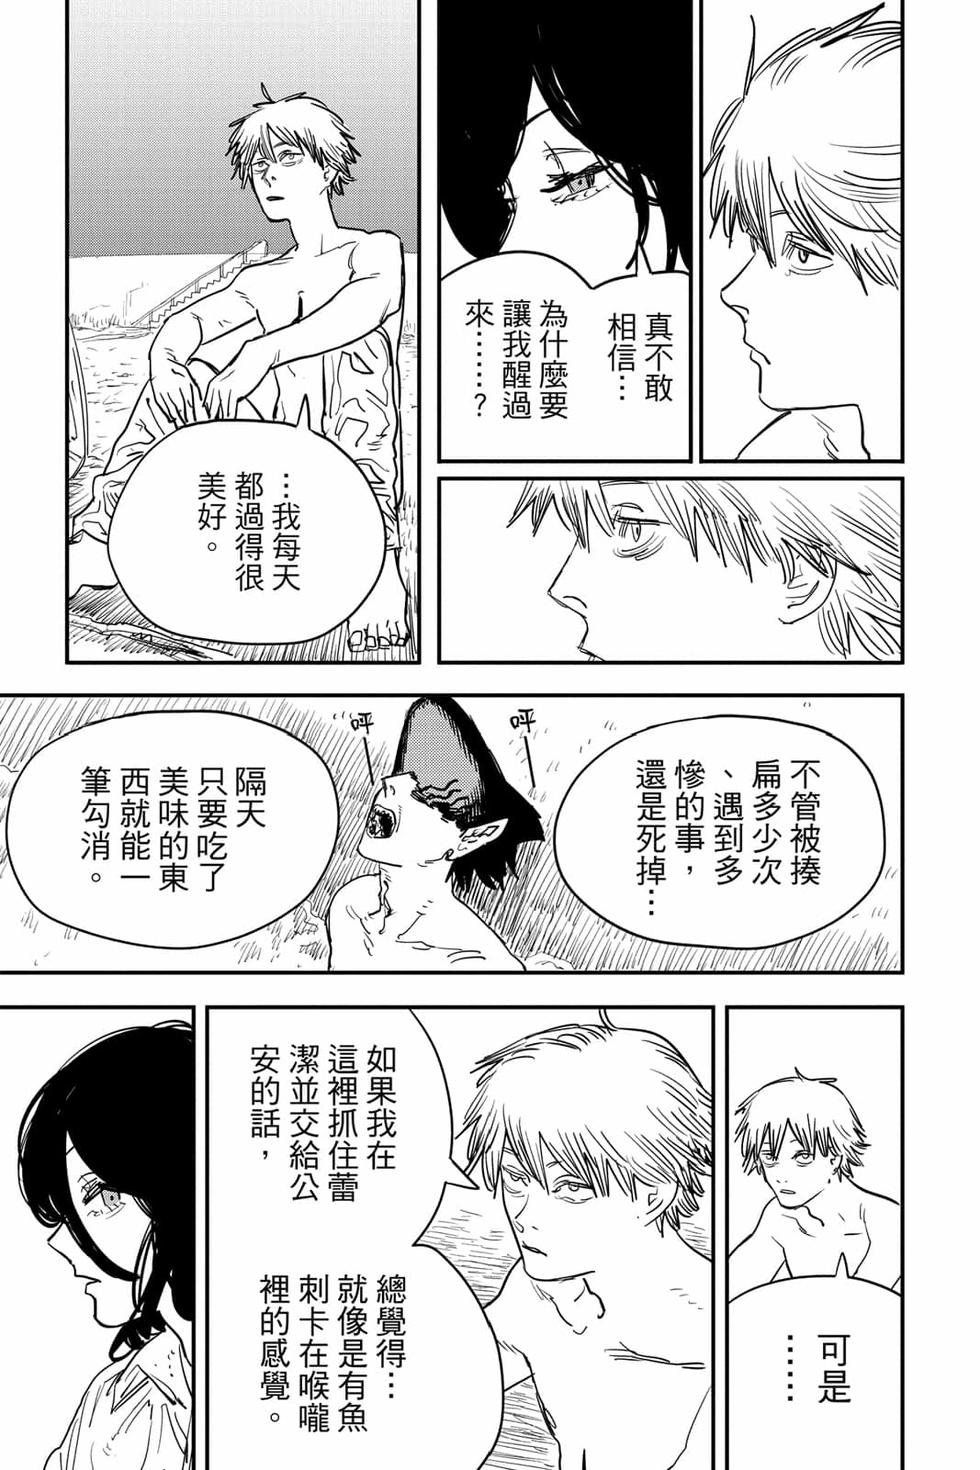 真不敢
相信…
為什麼要
讓我醒過
來……?
…我每天
都過得很
美好。
不管被揍
扁多少次
、遇到多
慘的事，
還是死掉…
呼
呼
隔天
只要吃了
美味的東
西就能一
筆勾消。
可是
……
如果我在
這裡抓住蕾
潔並交給公
安的話，
總覺得…
就像是有魚
刺卡在喉嚨
裡的感覺。